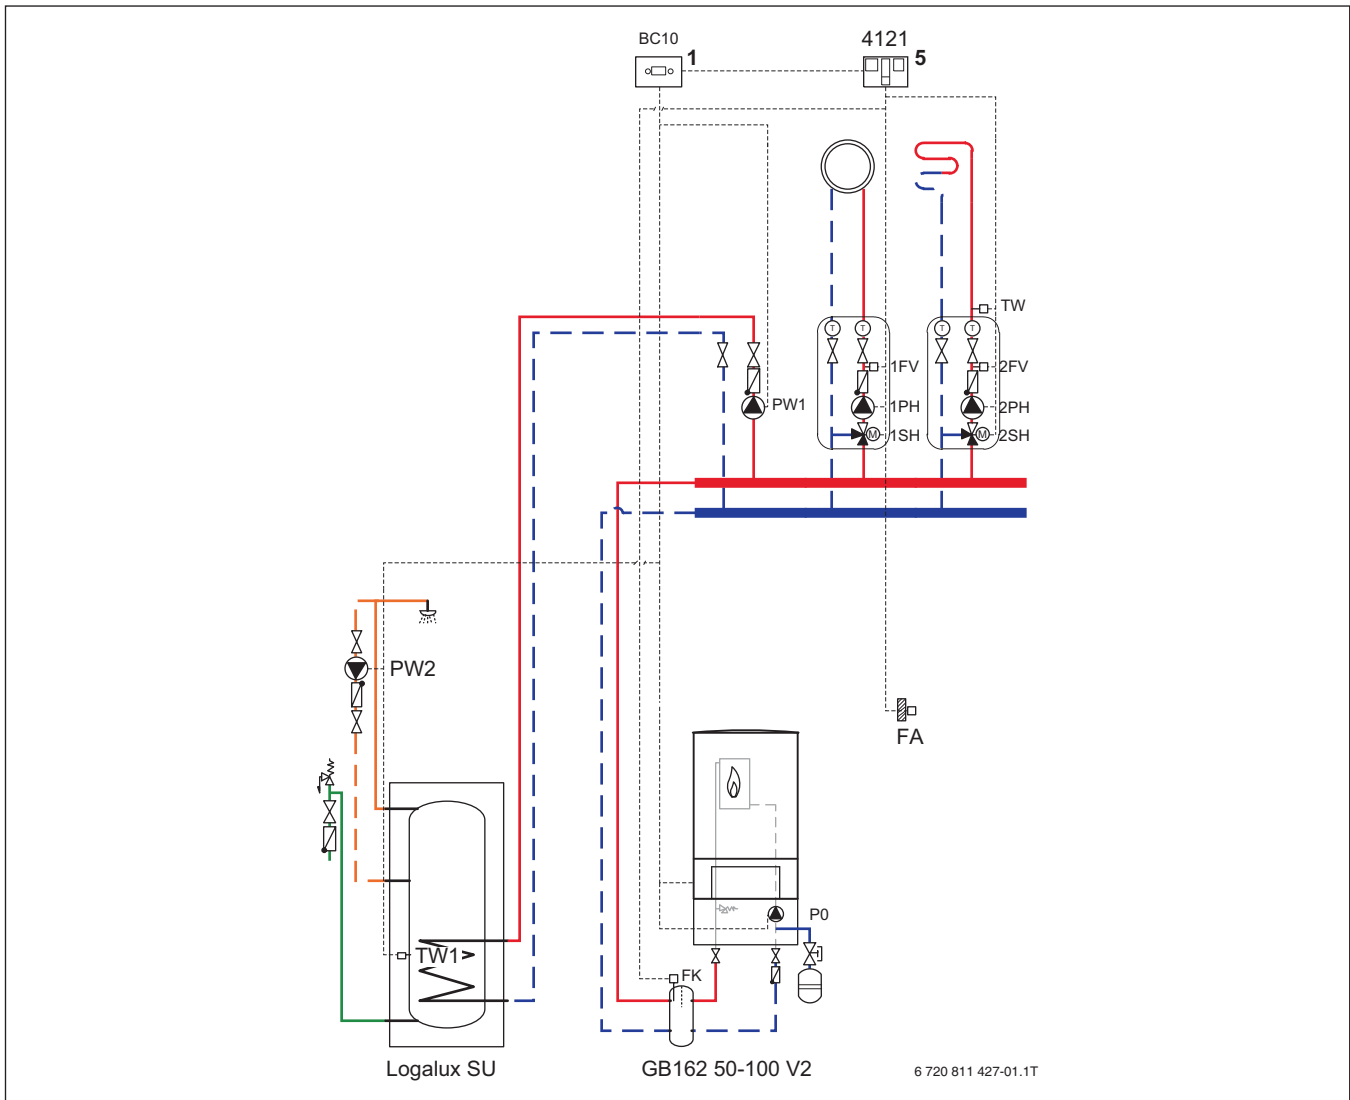 BC10
1
4121
5
TW
T
T
T
T
1FV
2FV
PW1
1PH
2PH
M
1SH
M
2SH
PW2
FA
P0
TW1
FK
Logalux SU
GB162 50-100 V2
6 720 811 427-01.1T